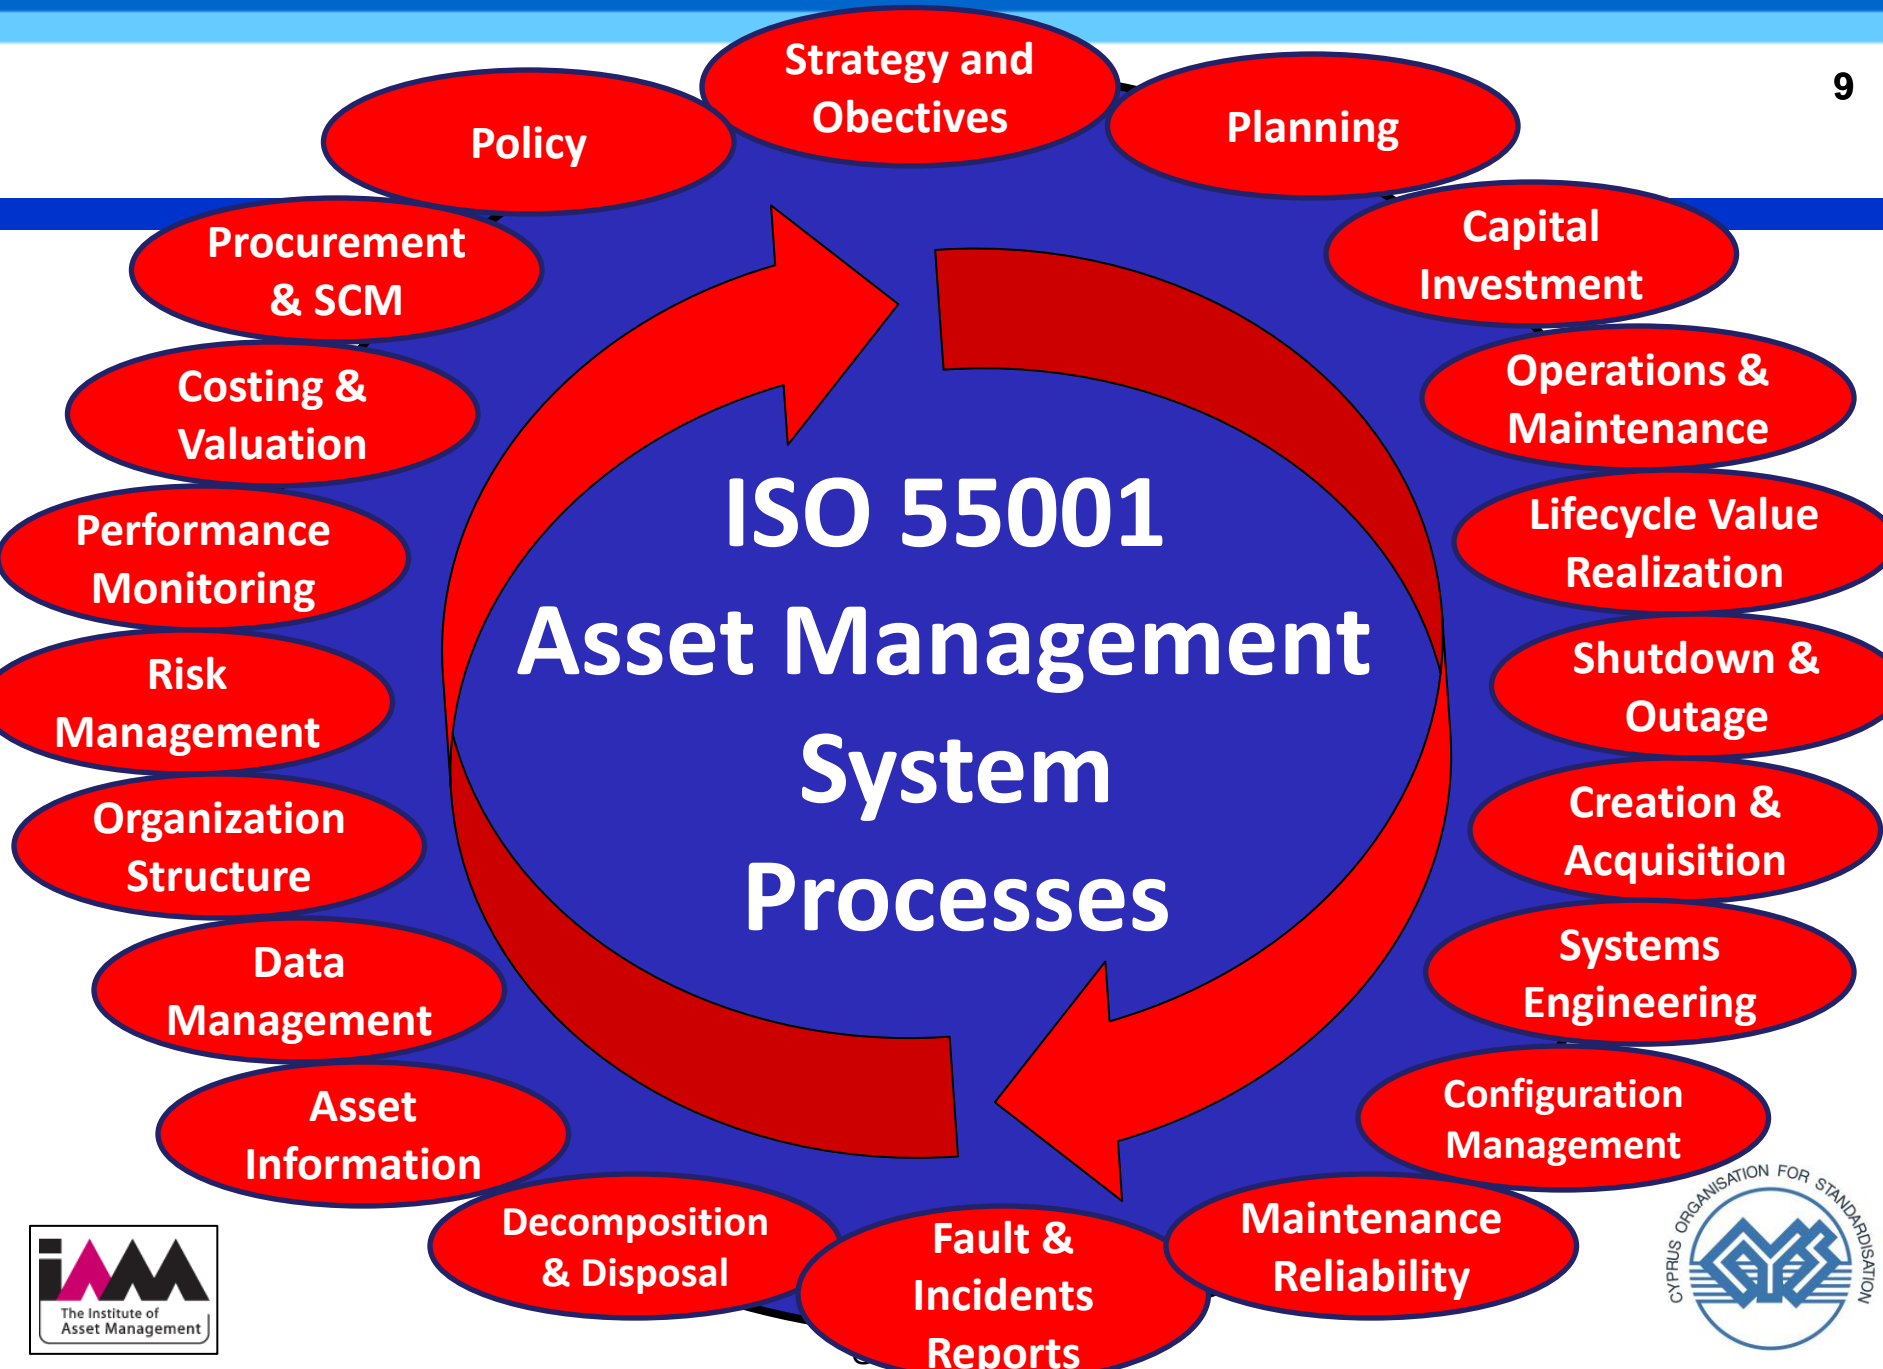 9
Strategy and
Obectives
Planning
Capital
Investment
Operations &
Maintenance
Lifecycle Value
Realization
Shutdown &
Outage
Creation &
Acquisition
Systems
Engineering
Configuration
Management
Maintenance
Reliability
Fault &
Incidents
Reports
Decomposition
& Disposal
Asset
Information
Data
Management
Organization
Structure
Risk
Management
Performance
Monitoring
Costing &
Valuation
Procurement
& SCM
Policy
ISO 55001
Asset Management
System
Processes
iAM
The Institute of
Asset Management
CYPRUS ORGANISATION FOR STANDARDISATION
CYS